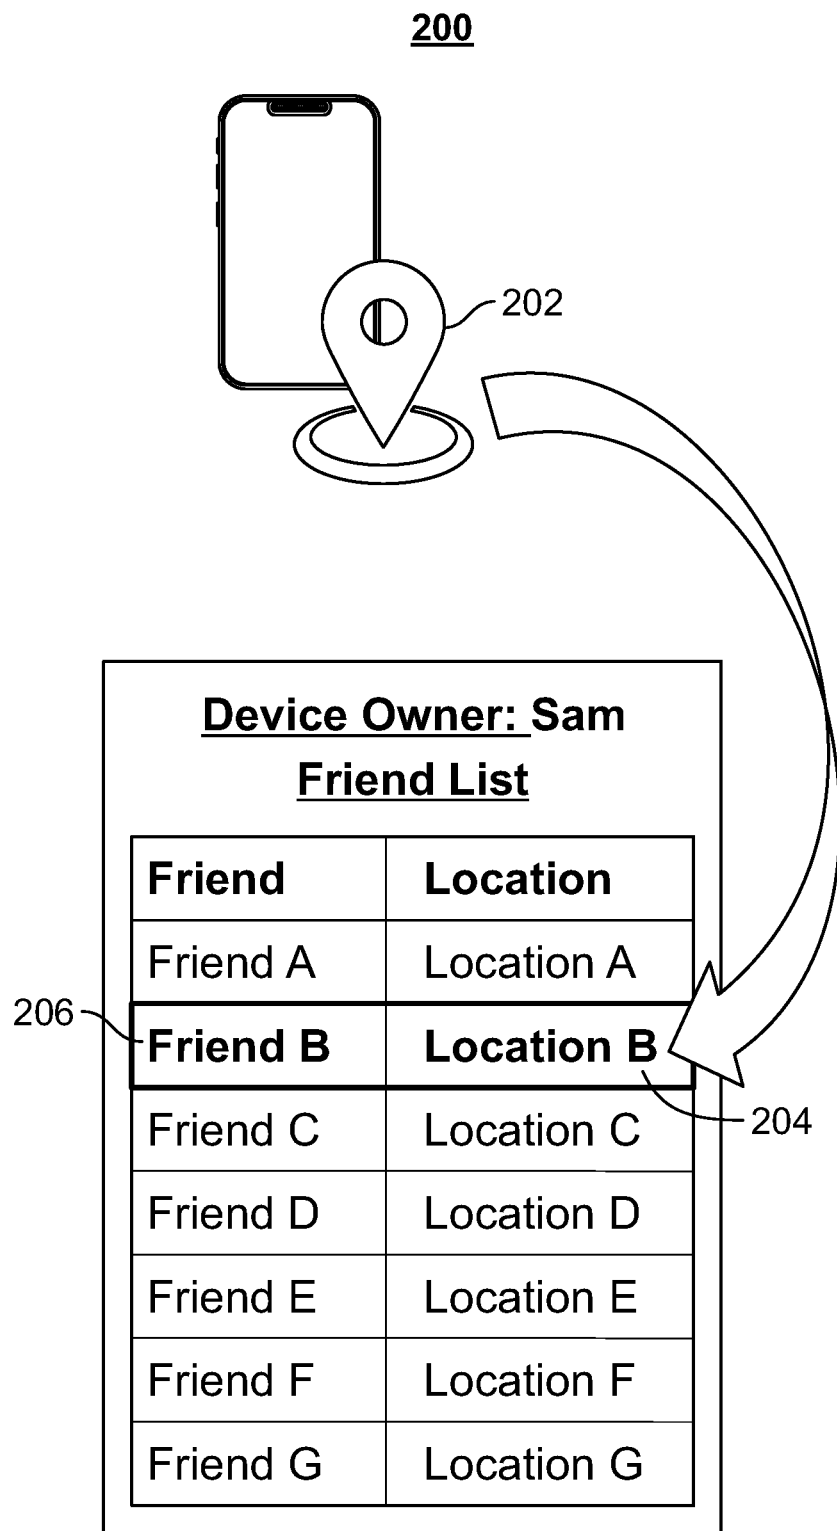 200
202
Device Owner: Sam
Friend List
Friend Location
Friend A Location A
206 Friend B Location B
204
Friend C Location C
Friend D Location D
Friend E Location E
Friend F Location F
Friend G Location G